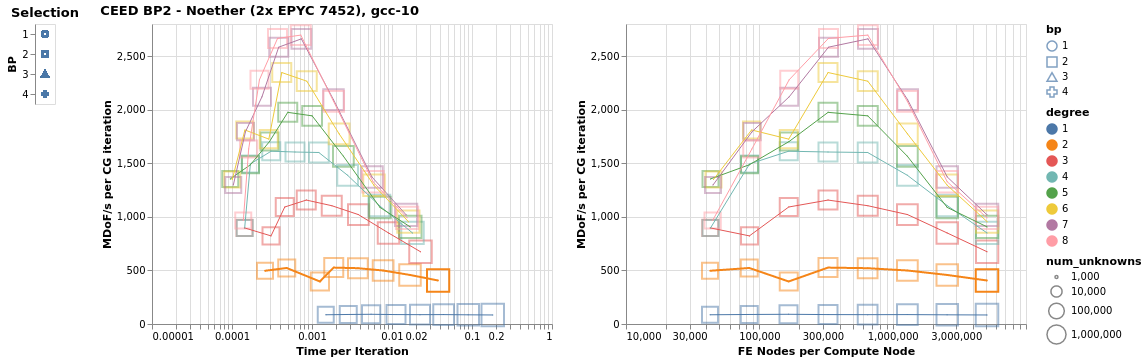 Selection
BP
1
2
3
4
CEED BP2 - Noether (2x EPYC 7452), gcc-10
MDoF/s per CG iteration
2,500
2,000
1,500
1,000
500
0
0.00001 0.0001 0.001 0.01 0.02 0.1 0.2 1
Time per Iteration
MDoF/s per CG iteration
2,500
2,000
1,500
1,000
500
0
10,000 30,000 100,000 300,000 1,000,000 3,000,000
FE Nodes per Compute Node
bp
1
2
3
4
degree
1
2
3
4
5
6
7
8
num_unknowns
1,000
10,000
100,000
1,000,000